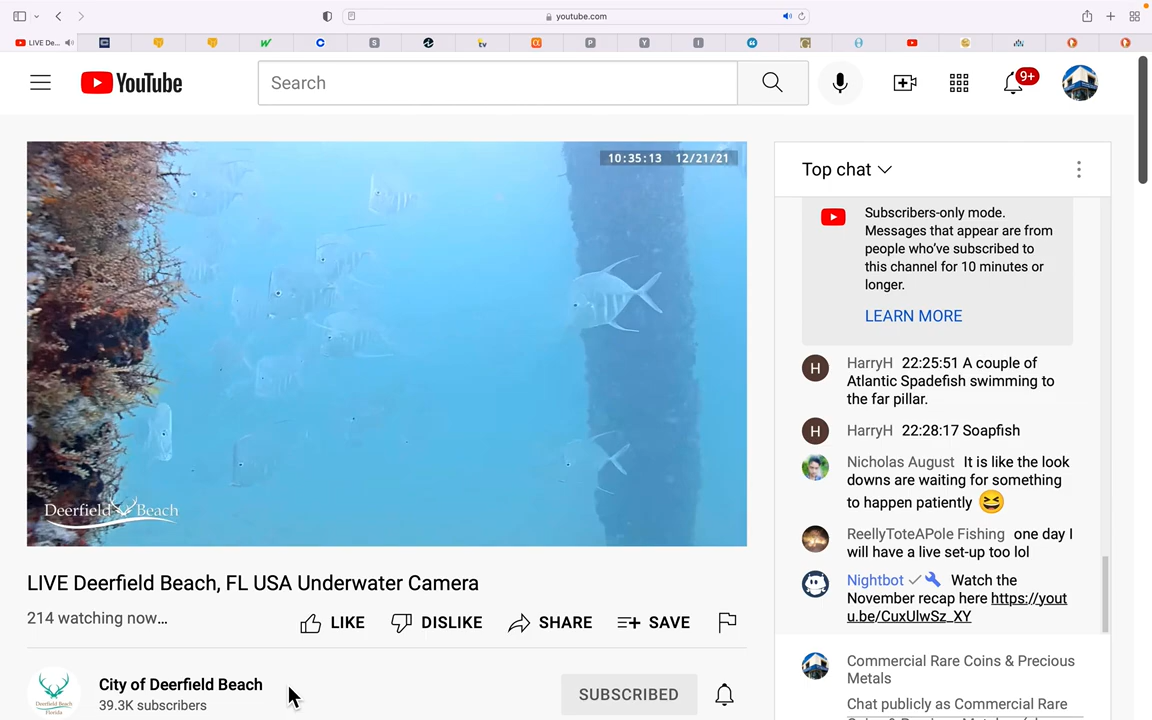 youtube.com
LIVE De...
YouTube
Search
9+
10:35:13 12/21/21
Deerfield Beach
LIVE Deerfield Beach, FL USA Underwater Camera
214 watching now...
LIKE
DISLIKE
SHARE
SAVE
Deerfield Beach
City of Deerfield Beach
39.3K subscribers
SUBSCRIBED
Top chat
Subscribers-only mode.
Messages that appear are from
people who've subscribed to
this channel for 10 minutes or
longer.
LEARN MORE
H
HarryH 22:25:51 A couple of
Atlantic Spadefish swimming to
the far pillar.
H
HarryH 22:28:17 Soapfish
Nicholas August It is like the look
downs are waiting for something
to happen patiently 😆
ReellyToteAPole Fishing one day I
will have a live set-up too lol
Nightbot Watch the
November recap here https://yout
u.be/CuxUlwSz_XY
Commercial Rare Coins & Precious
Metals
Chat publicly as Commercial Rare
Coins & Precious Metals